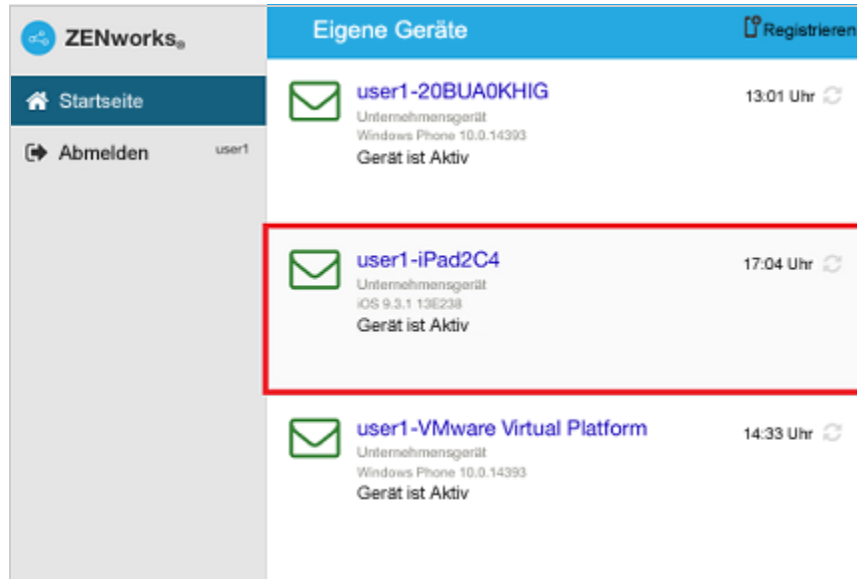 ZENworks®
Startseite
Abmelden user1
Eigene Geräte
Registrieren
user1-20BUA0KHIG 13:01 Uhr
Unternehmensgerät
Windows Phone 10.0.14393
Gerät ist Aktiv
user1-iPad2C4 17:04 Uhr
Unternehmensgerät
iOS 9.3.1 13E238
Gerät ist Aktiv
user1-VMware Virtual Platform 14:33 Uhr
Unternehmensgerät
Windows Phone 10.0.14393
Gerät ist Aktiv